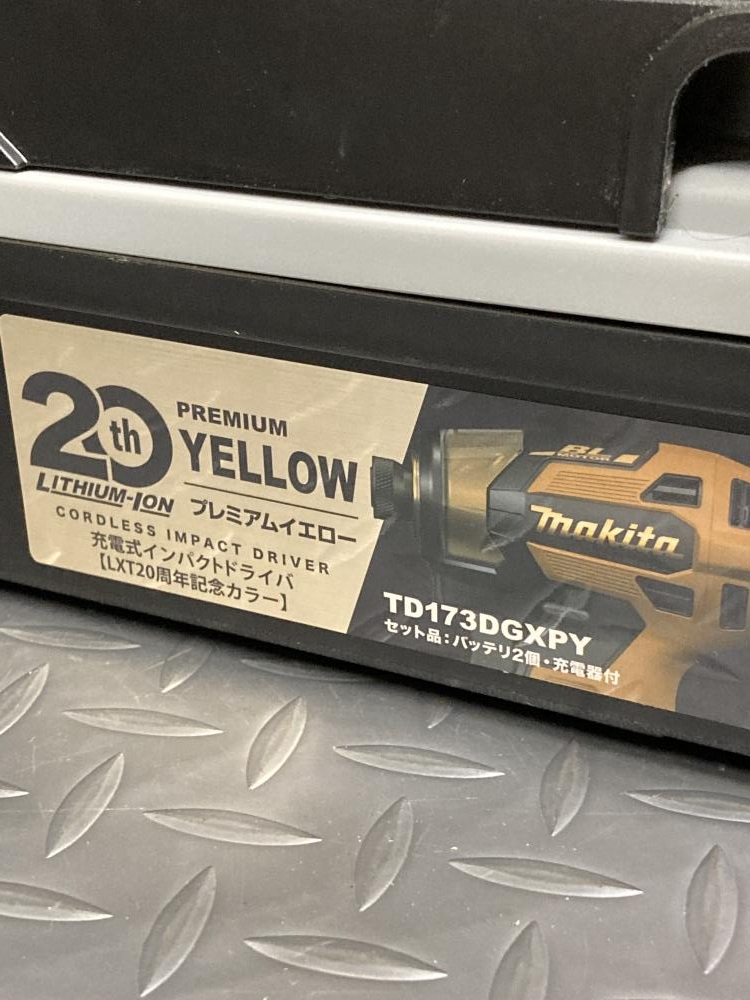 20th
LITHIUM-ION
PREMIUM
YELLOW
プレミアムイエロー
CORDLESS IMPACT DRIVER
充電式インパクトドライバ
【LXT20周年記念カラー】
BL
MOTOR
makita
TD173DGXPY
セット品：バッテリ2個・充電器付